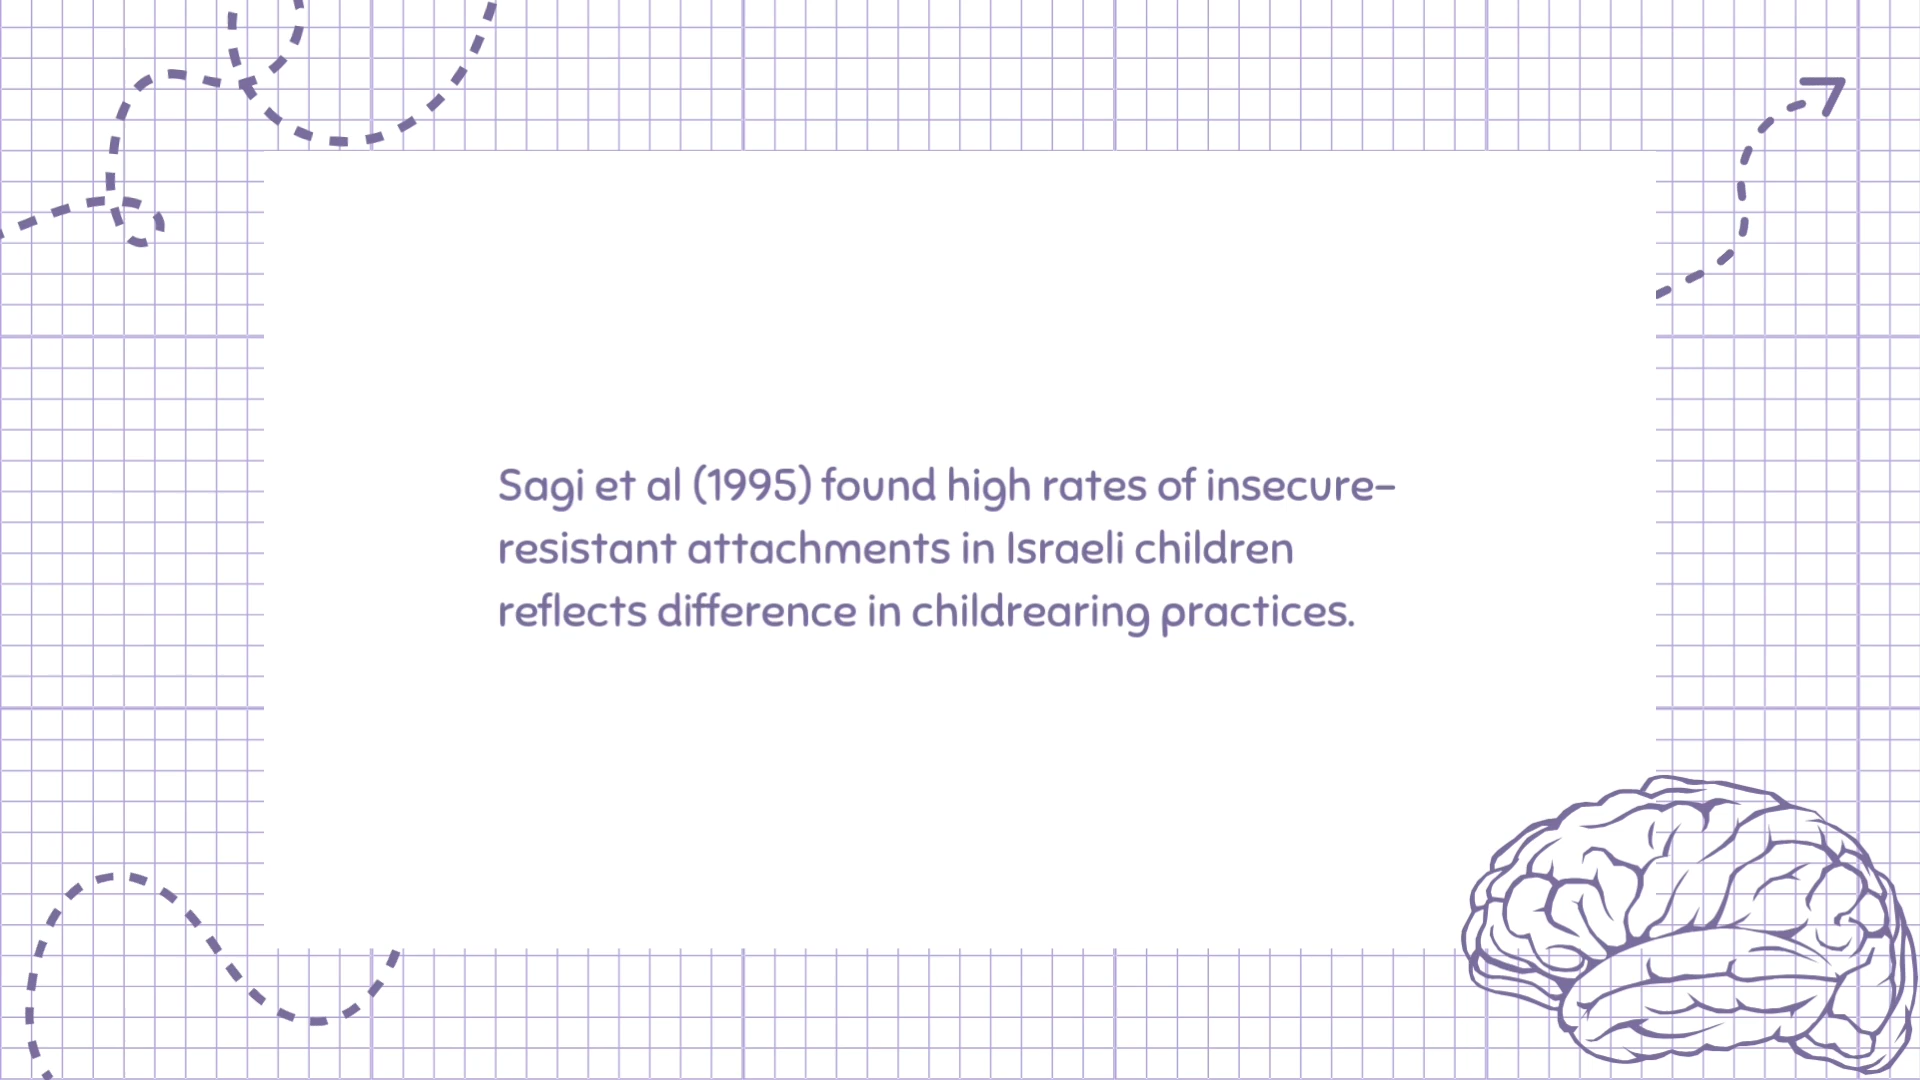 Sagi et al (1995) found high rates of insecure-
resistant attachments in Israeli children
reflects difference in childrearing practices.